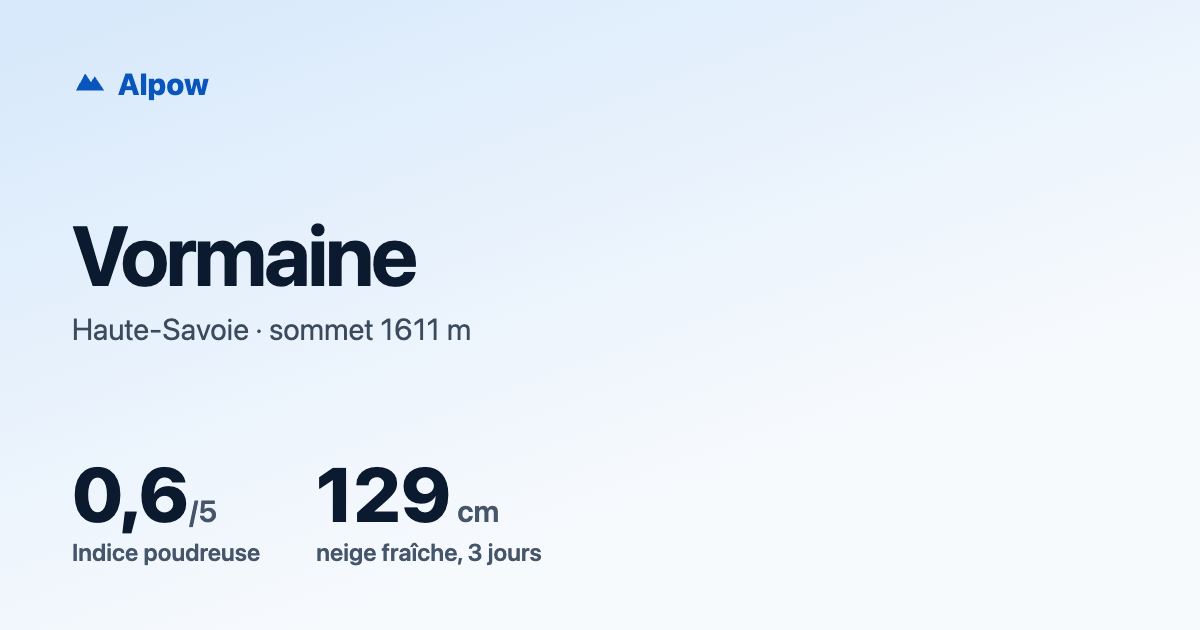 Alpow
Vormaine
Haute-Savoie · sommet 1611 m
0,6/5 129 cm
Indice poudreuse neige fraîche, 3 jours